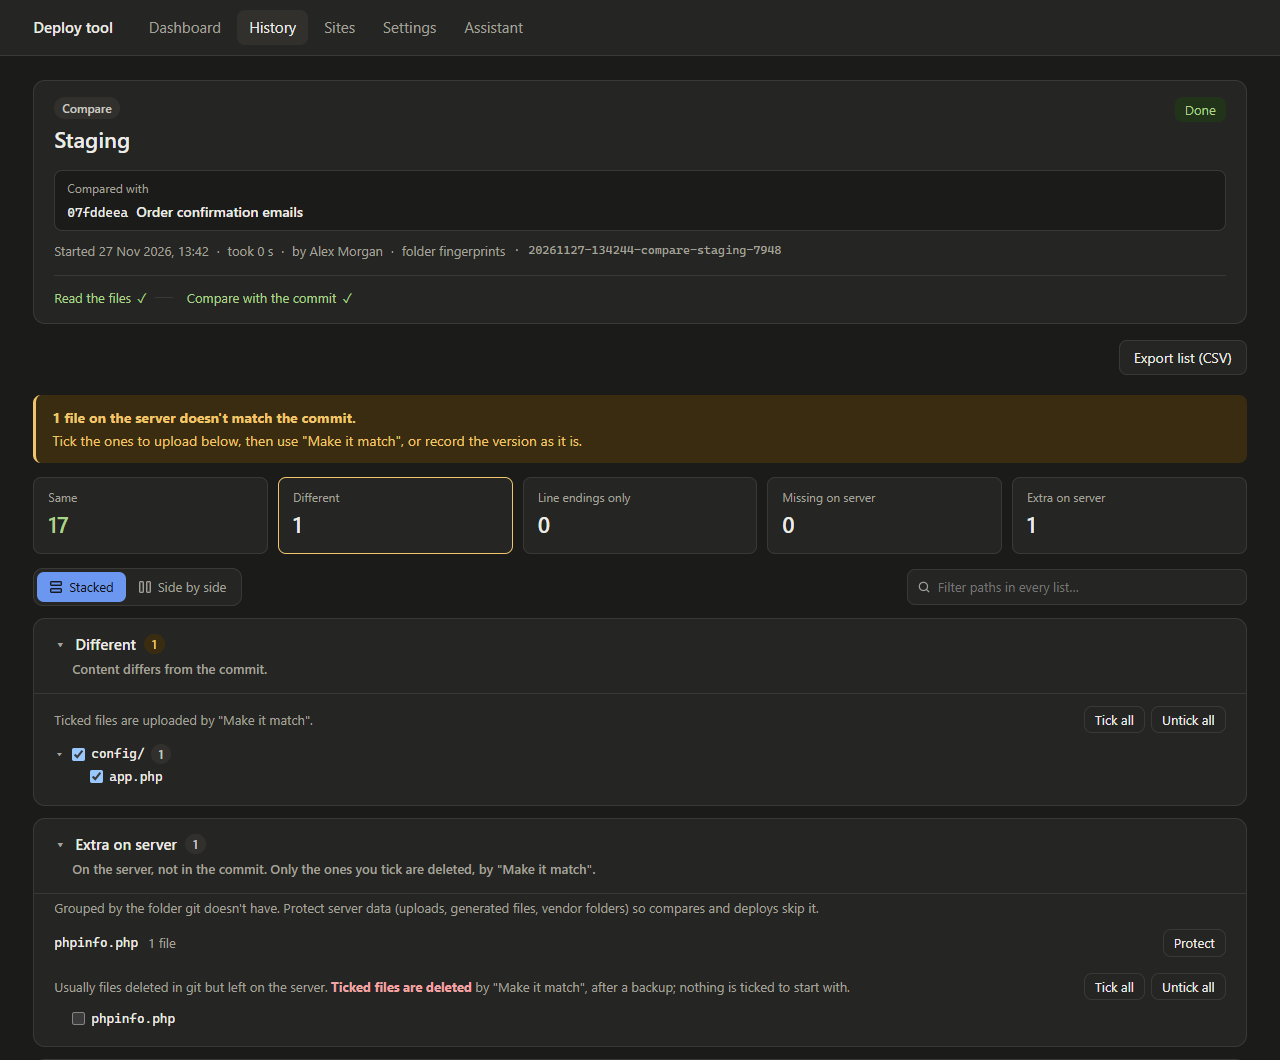 Deploy tool Dashboard History Sites Settings Assistant
Compare
Done
Staging
Compared with
07fddeea Order confirmation emails
Started 27 Nov 2026, 13:42 · took 0 s · by Alex Morgan · folder fingerprints · 20261127-134244-compare-staging-7948
Read the files ✓ Compare with the commit ✓
Export list (CSV)
1 file on the server doesn't match the commit.
Tick the ones to upload below, then use "Make it match", or record the version as it is.
Same Different Line endings only Missing on server Extra on server
17 1 0 0 1
Stacked Side by side Filter paths in every list...
Different 1
Content differs from the commit.
Ticked files are uploaded by "Make it match". Tick all Untick all
config/ 1
app.php
Extra on server 1
On the server, not in the commit. Only the ones you tick are deleted, by "Make it match".
Grouped by the folder git doesn't have. Protect server data (uploads, generated files, vendor folders) so compares and deploys skip it.
phpinfo.php 1 file Protect
Usually files deleted in git but left on the server. Ticked files are deleted by "Make it match", after a backup; nothing is ticked to start with. Tick all Untick all
phpinfo.php